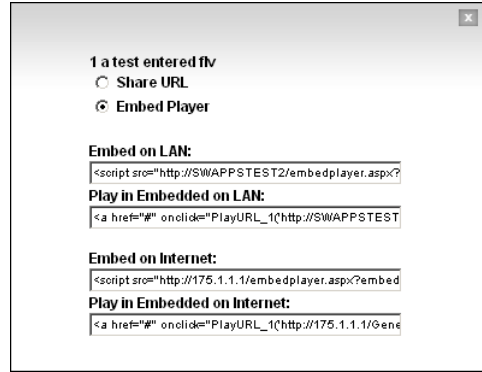 x
1 a test entered flv
Share URL
Embed Player
Embed on LAN:
<script src="http://SWAPPSTEST2/embedplayer.aspx?
Play in Embedded on LAN:
<a href="#" onclick="PlayURL_1('http://SWAPPSTEST
Embed on Internet:
<script src="http://175.1.1.1/embedplayer.aspx?embed
Play in Embedded on Internet:
<a href="#" onclick="PlayURL_1('http://175.1.1.1/Gene